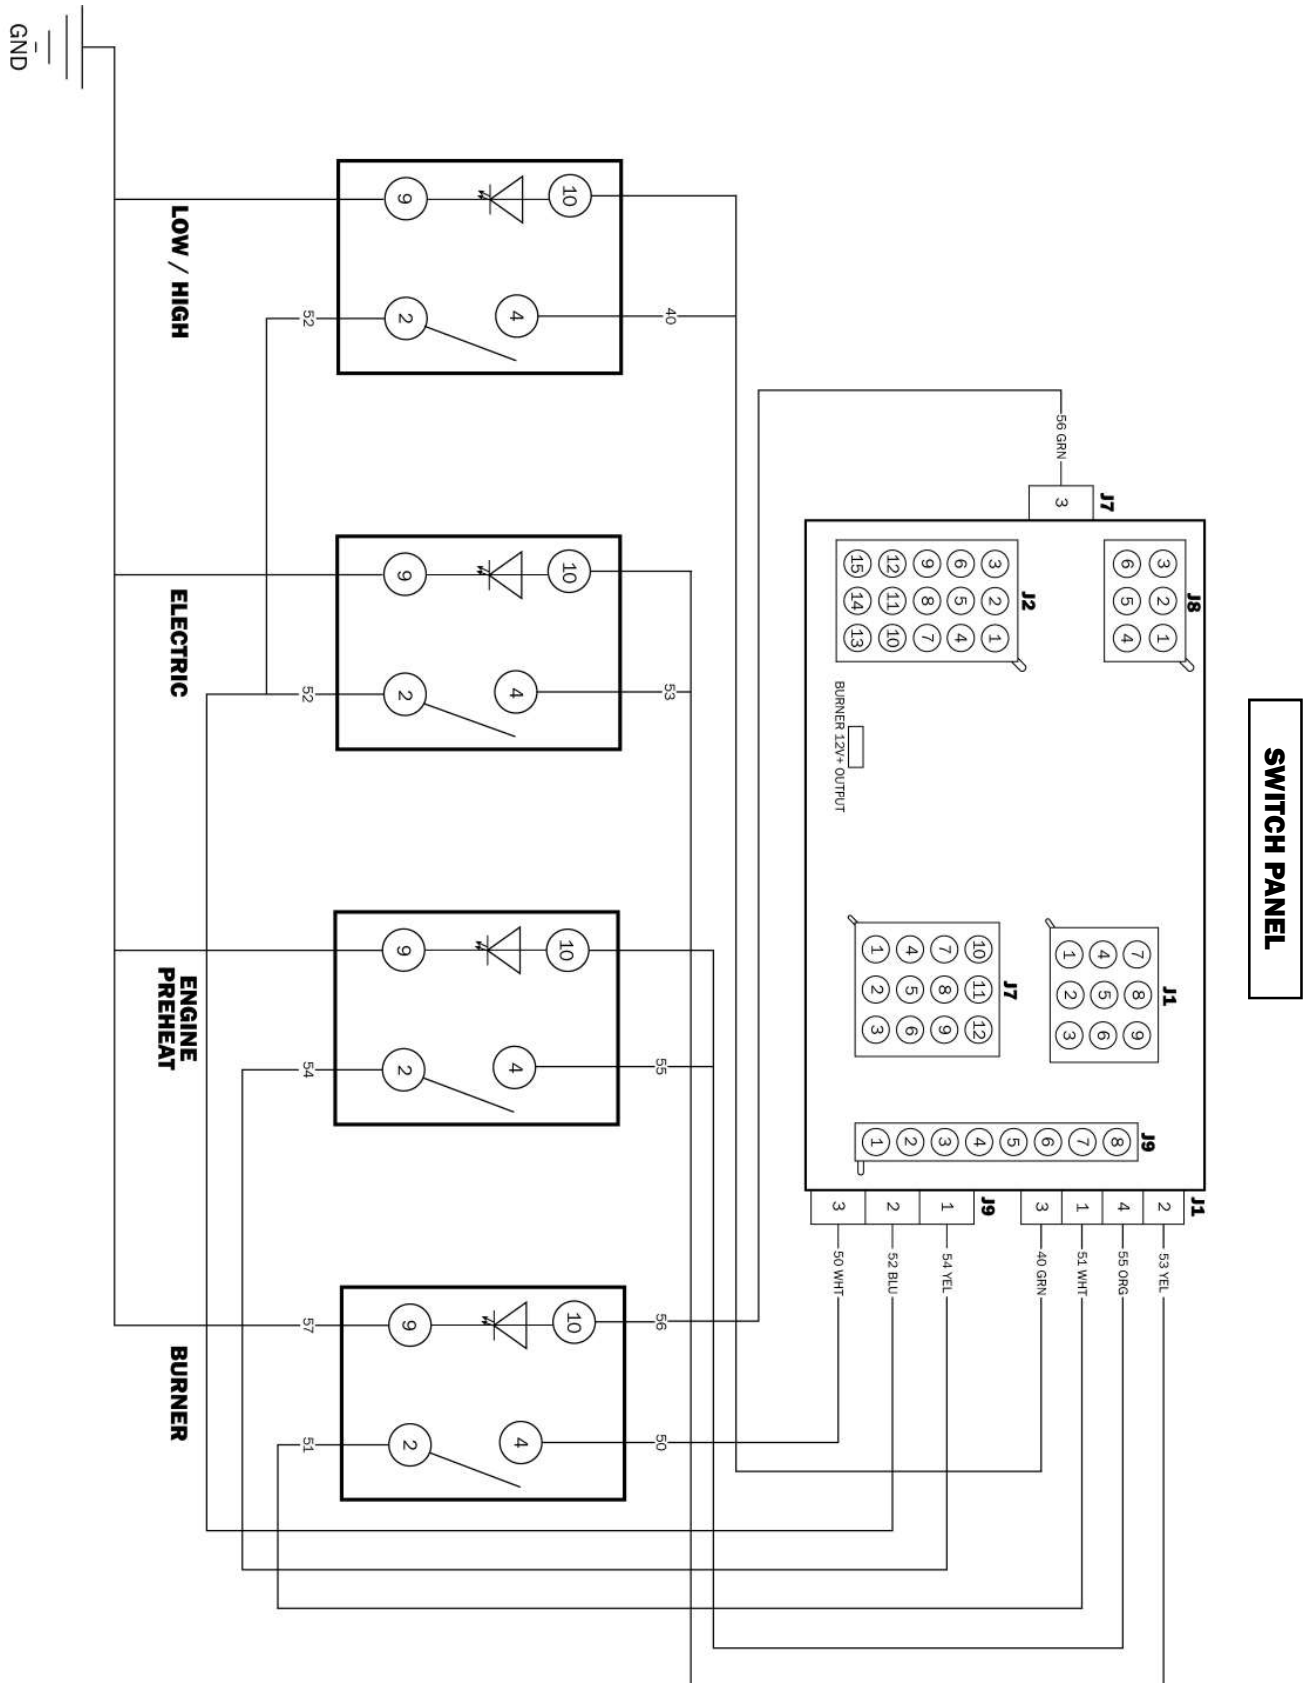 SWITCH PANEL
J8
3 2 1
6 5 4
J2
3 2 1
6 5 4
9 8 7
12 11 10
15 14 13
BURNER 12V+ OUTPUT
J1
7 8 9
4 5 6
1 2 3
J7
10 11 12
7 8 9
4 5 6
1 2 3
J9
8
7
6
5
4
3
2
1
J7
3
56 GRN
J1
2
4
1
3
J9
1
2
3
53 YEL
55 ORG
51 WHT
40 GRN
54 YEL
52 BLU
50 WHT
10
9
4
2
40
52
LOW / HIGH
10
9
4
2
53
52
ELECTRIC
10
9
4
2
55
54
ENGINE
PREHEAT
10
9
4
2
56
57
50
51
BURNER
GND